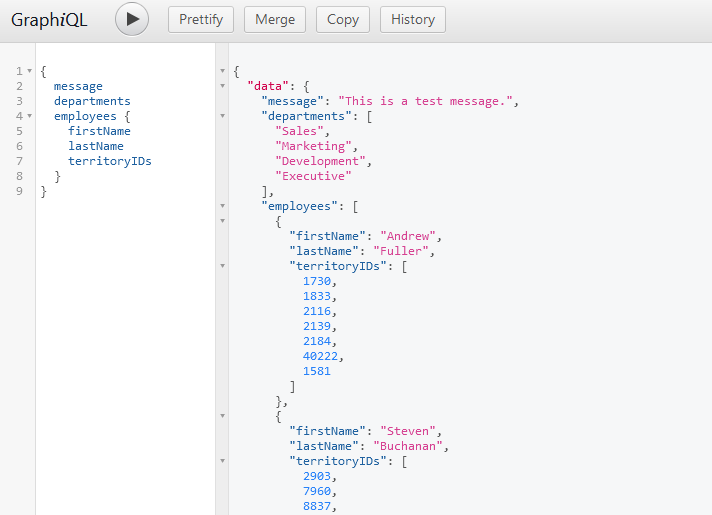 GraphiQL Prettify Merge Copy History
1 {
2 message
3 departments
4 employees {
5 firstName
6 lastName
7 territoryIDs
8 }
9 }
{
"data": {
"message": "This is a test message.",
"departments": [
"Sales",
"Marketing",
"Development",
"Executive"
],
"employees": [
{
"firstName": "Andrew",
"lastName": "Fuller",
"territoryIDs": [
1730,
1833,
2116,
2139,
2184,
40222,
1581
]
},
{
"firstName": "Steven",
"lastName": "Buchanan",
"territoryIDs": [
2903,
7960,
8837,